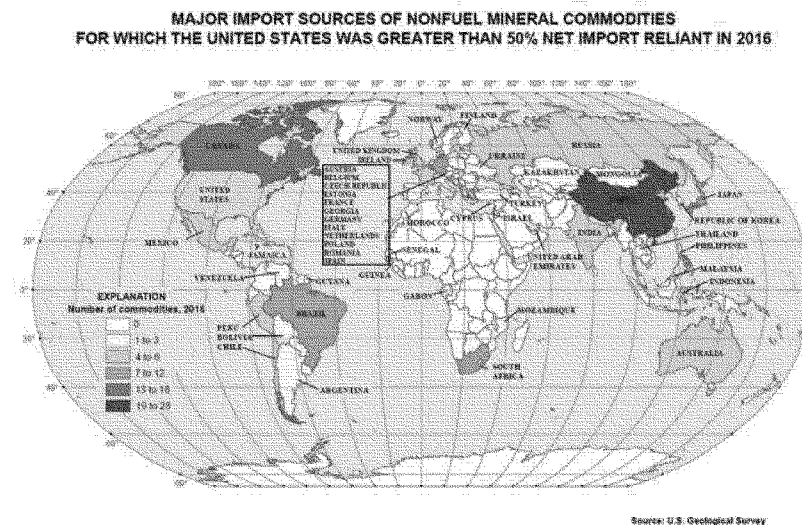 MAJOR IMPORT SOURCES OF NONFUEL MINERAL COMMODITIES
FOR WHICH THE UNITED STATES WAS GREATER THAN 50% NET IMPORT RELIANT IN 2016
NORWAY
FINLAND
CANADA
UNITED KINGDOM
IRELAND
RUSSIA
UKRAINE
AUSTRIA
BELGIUM
CZECH REPUBLIC
ESTONIA
FRANCE
GEORGIA
GERMANY
ITALY
NETHERLANDS
POLAND
ROMANIA
SPAIN
KAZAKHSTAN
MONGOLIA
UNITED
STATES
TURKEY
JAPAN
MOROCCO
CYPRUS
ISRAEL
REPUBLIC OF KOREA
MEXICO
INDIA
THAILAND
PHILIPPINES
JAMAICA
SENEGAL
UNITED ARAB
EMIRATES
MALAYSIA
VENEZUELA
GUYANA
GUINEA
INDONESIA
GABON
EXPLANATION
Number of commodities, 2016
0
1 to 3
4 to 6
7 to 12
13 to 18
BRAZIL
MOZAMBIQUE
PERU
BOLIVIA
CHILE
AUSTRALIA
SOUTH
AFRICA
ARGENTINA
Source: U.S. Geological Survey